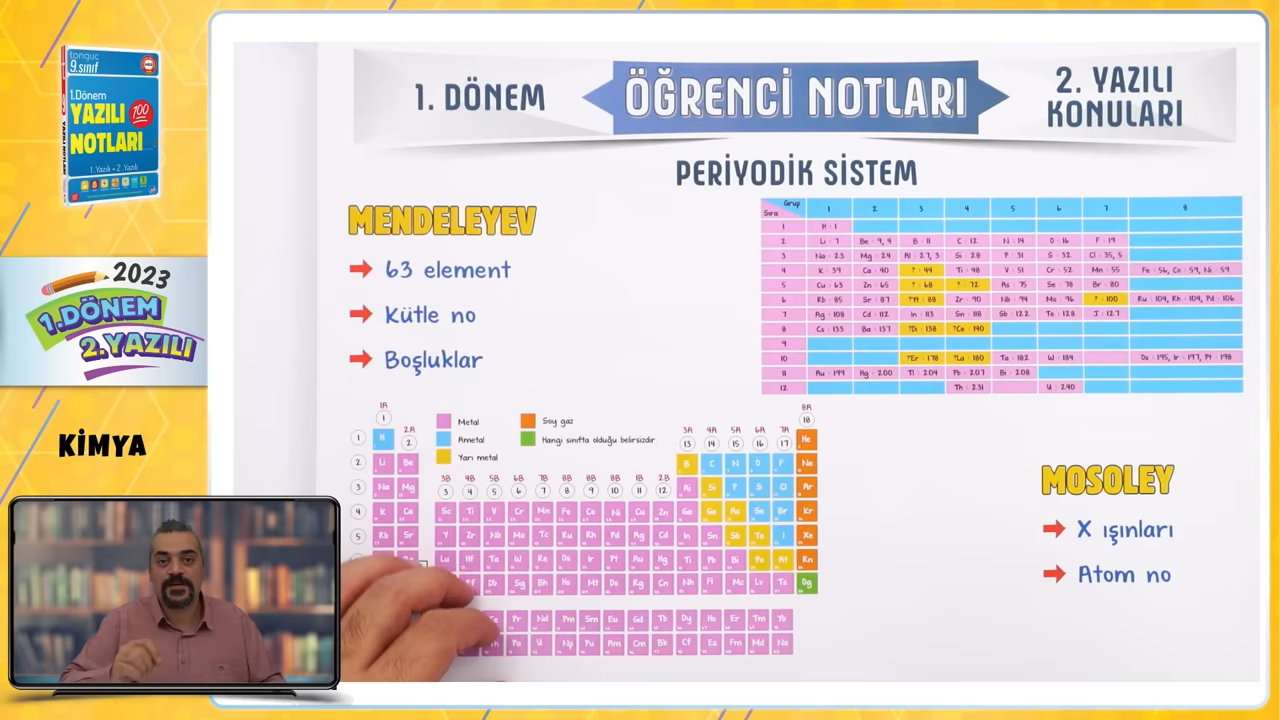 tonguç
9.sınıf
1.Dönem
YAZILI
100
NOTLARI
1.Yazılı • 2.Yazılı
YAZILI NOTLARI
2023
1.DÖNEM
2.YAZILI
KİMYA
1. DÖNEM
ÖĞRENCİ NOTLARI
2. YAZILI
KONULARI
PERİYODİK SİSTEM
MENDELEYEV
63 element
Kütle no
Boşluklar
Grup
Sıra
1 2 3 4 5 6 7 8
1 H : 1
2 Li : 7 Be : 9, 4 B : 11 C : 12 N : 14 O : 16 F : 19
3 Na : 23 Mg : 24 Al : 27, 3 Si : 28 P : 31 S : 32 Cl : 35, 5
4 K : 39 Ca : 40 ? : 44 Ti : 48 V : 51 Cr : 52 Mn : 55 Fe : 56, Co : 59, Ni : 59
5 Cu : 63 Zn : 65 ? : 68 ? : 72 As : 75 Se : 78 Br : 80
6 Rb : 85 Sr : 87 ?Yt : 88 Zr : 90 Nb : 94 Mo : 96 ? : 100 Ru : 104, Rh : 104, Pd : 106
7 Ag : 108 Cd : 112 In : 113 Sn : 118 Sb : 122 Te : 128 J : 127
8 Cs : 133 Ba : 137 ?Di : 138 ?Ce : 140
9
10 ?Er : 178 ?La : 180 Ta : 182 W : 184 Os : 195, Ir : 197, Pt : 198
11 Au : 199 Hg : 200 Tl : 204 Pb : 207 Bi : 208
12 Th : 231 U : 240
1A 8A
1 18
Metal Soy gaz
Ametal Hangi sınıfta olduğu belirsizdir.
Yarı metal
2A 3A 4A 5A 6A 7A
2 13 14 15 16 17
3B 4B 5B 6B 7B 8B 8B 8B 1B 2B
3 4 5 6 7 8 9 10 11 12
1 H He
2 Li Be B C N O F Ne
3 Na Mg Al Si P S Cl Ar
4 K Ca Sc Ti V Cr Mn Fe Co Ni Cu Zn Ga Ge As Se Br Kr
5 Rb Sr Y Zr Nb Mo Tc Ru Rh Pd Ag Cd In Sn Sb Te I Xe
Lu Hf Ta W Re Os Ir Pt Au Hg Tl Pb Bi Po At Rn
Rf Db Sg Bh Hs Mt Ds Rg Cn Nh Fl Mc Lv Ts Og
Ce Pr Nd Pm Sm Eu Gd Tb Dy Ho Er Tm Yb
Th Pa U Np Pu Am Cm Bk Cf Es Fm Md No
MOSOLEY
X ışınları
Atom no